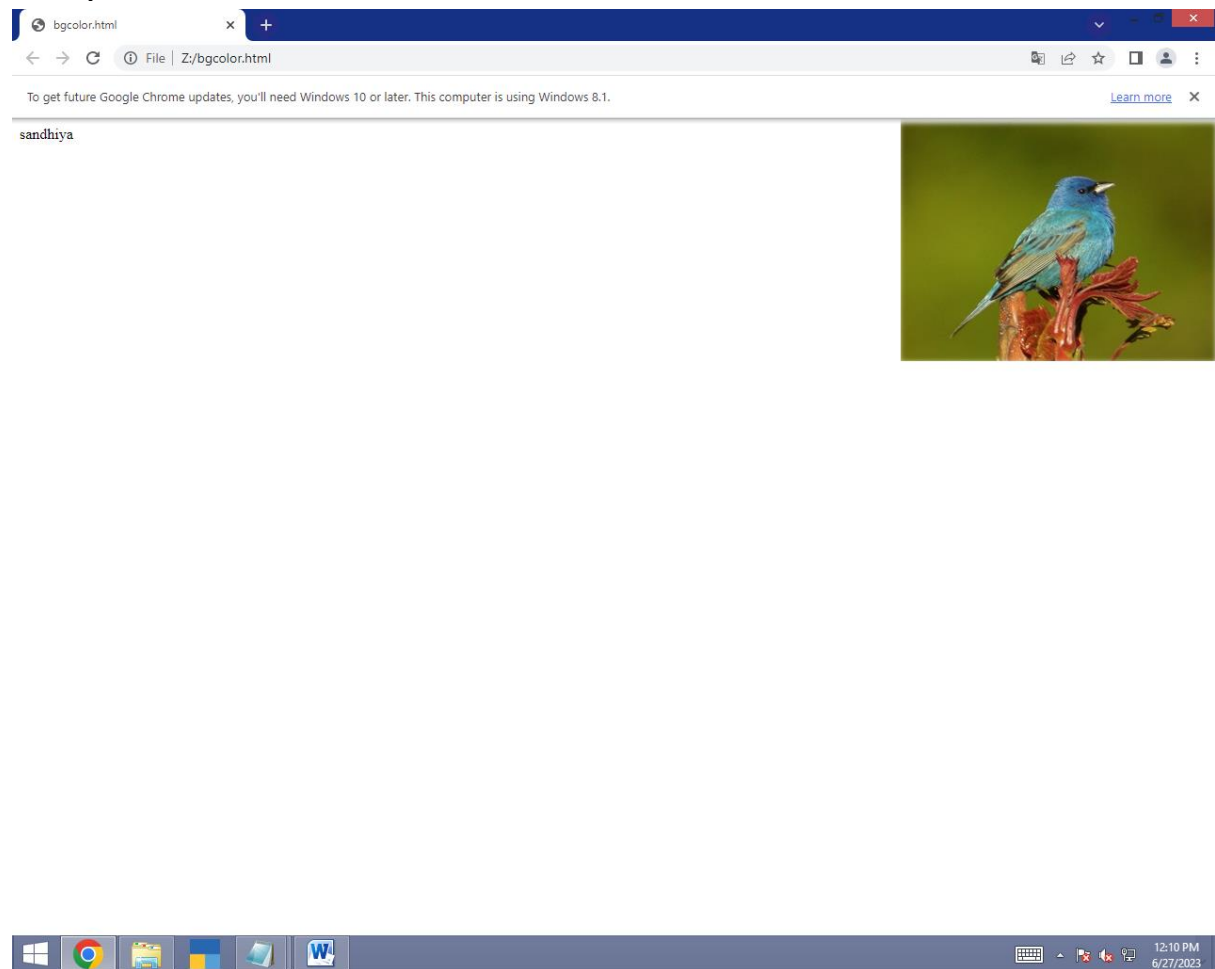 bgcolor.html
File Z:/bgcolor.html
To get future Google Chrome updates, you'll need Windows 10 or later. This computer is using Windows 8.1. Learn more
sandhiya
12:10 PM
6/27/2023